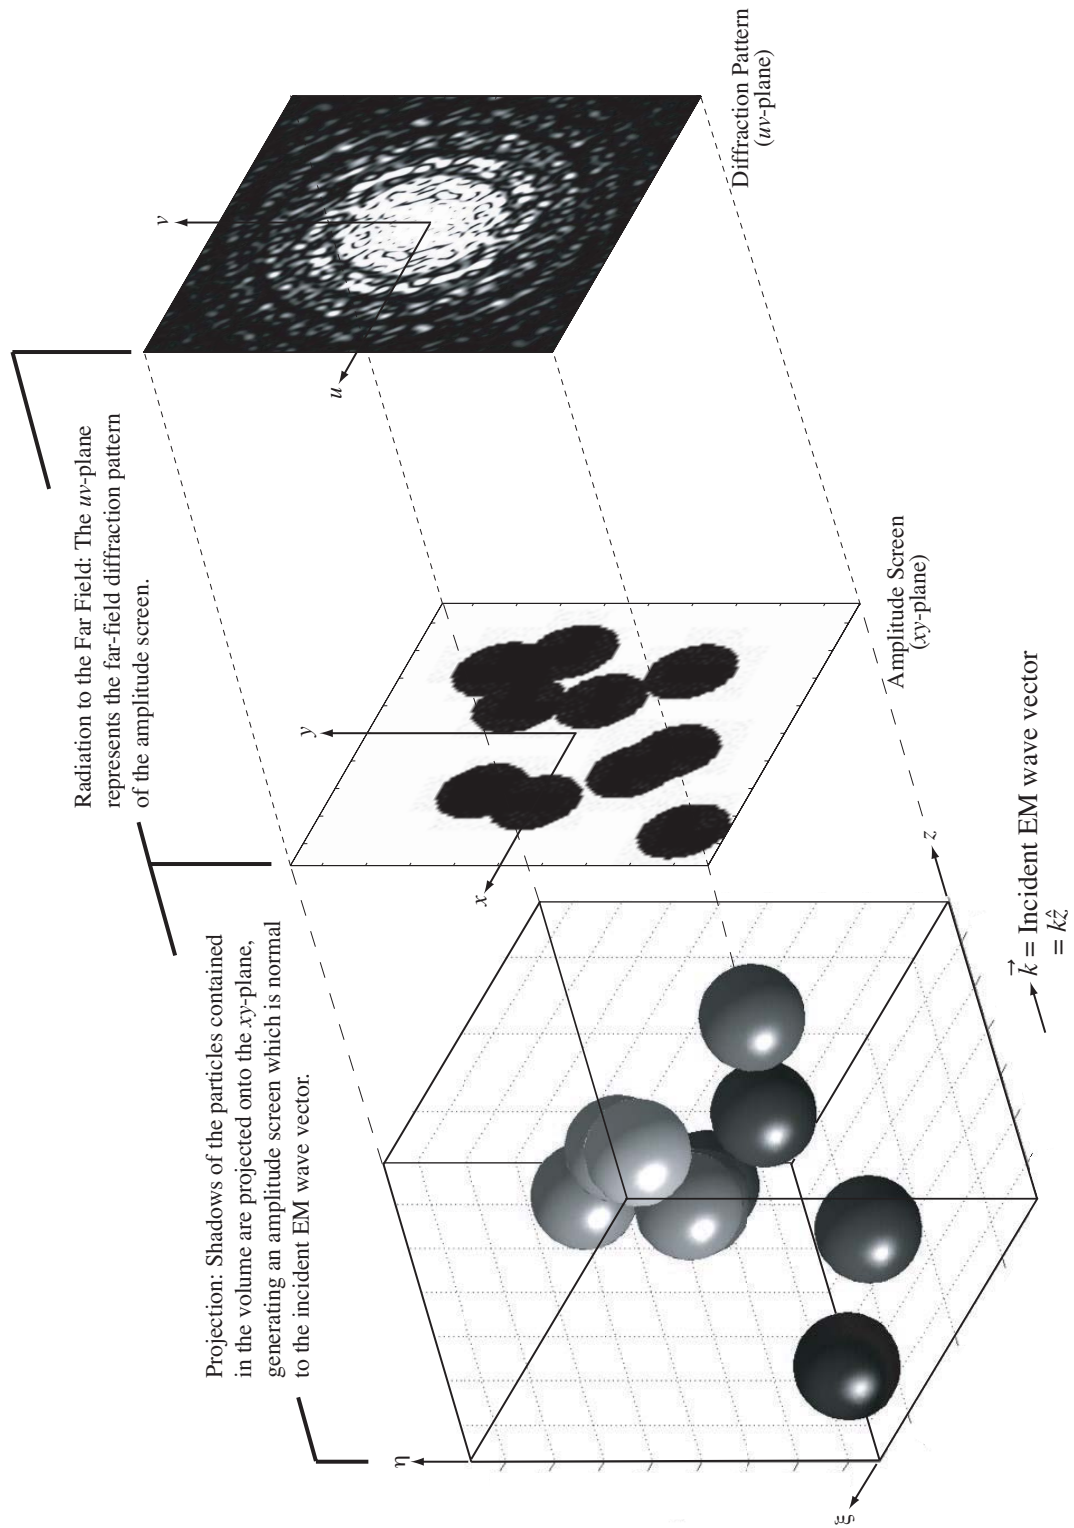 Projection: Shadows of the particles contained
in the volume are projected onto the xy-plane,
generating an amplitude screen which is normal
to the incident EM wave vector.
Radiation to the Far Field: The uv-plane
represents the far-field diffraction pattern
of the amplitude screen.
η
ξ
z
k⃗ = Incident EM wave vector
= kẑ
y
x
Amplitude Screen
(xy-plane)
v
u
Diffraction Pattern
(uv-plane)